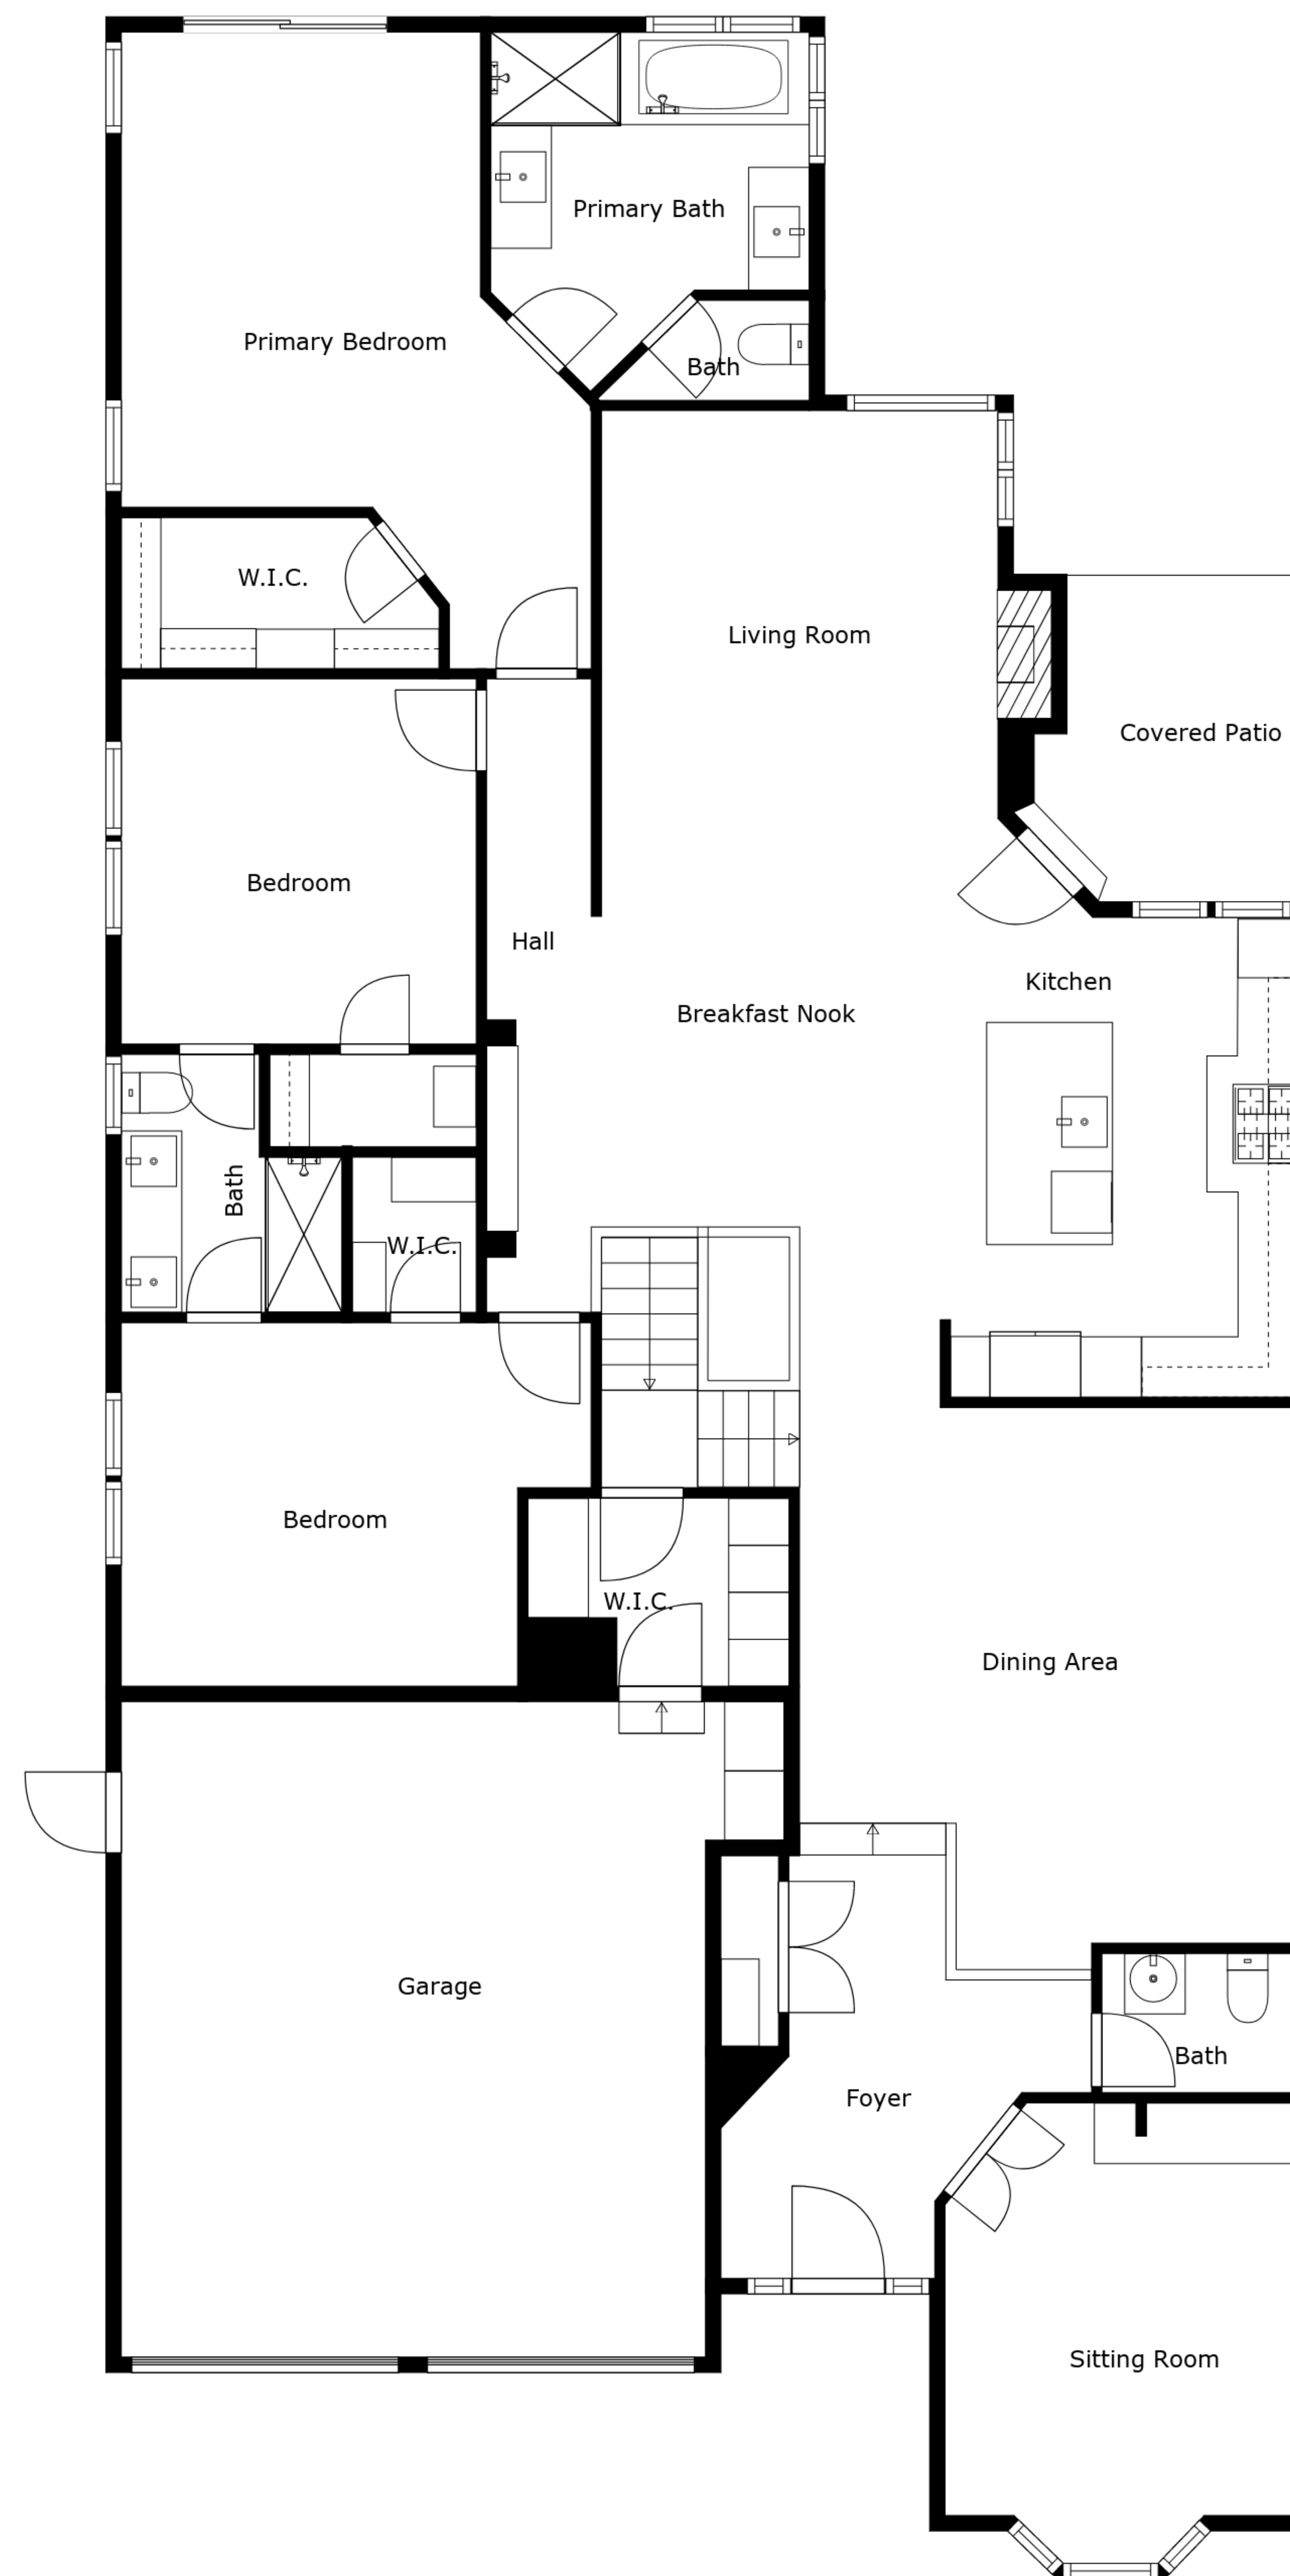 Primary Bath
Primary Bedroom
Bath
W.I.C.
Living Room
Covered Patio
Bedroom
Hall
Kitchen
Breakfast Nook
Bath
W.I.C.
Bedroom
W.I.C.
Dining Area
Garage
Bath
Foyer
Sitting Room